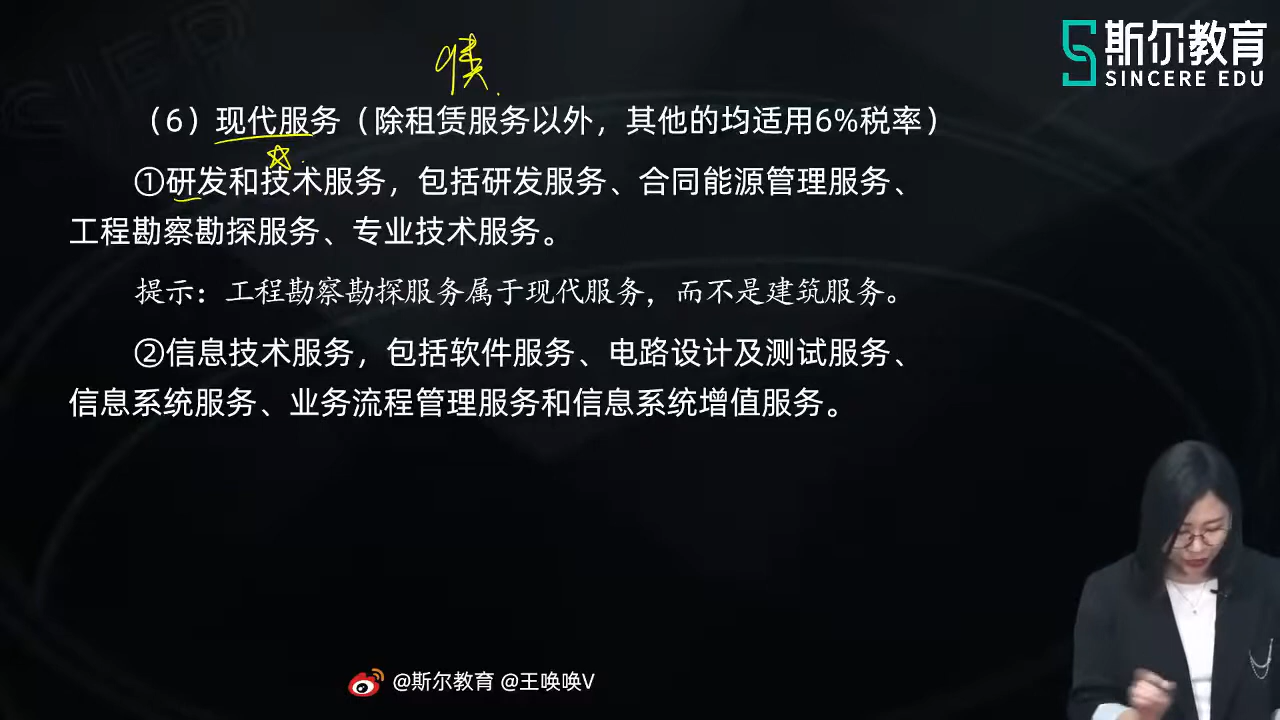 斯尔教育
SINCERE EDU
（6）现代服务（除租赁服务以外，其他的均适用6%税率）
①研发和技术服务，包括研发服务、合同能源管理服务、
工程勘察勘探服务、专业技术服务。
提示：工程勘察勘探服务属于现代服务，而不是建筑服务。
②信息技术服务，包括软件服务、电路设计及测试服务、
信息系统服务、业务流程管理服务和信息系统增值服务。
@斯尔教育 @王唤唤V